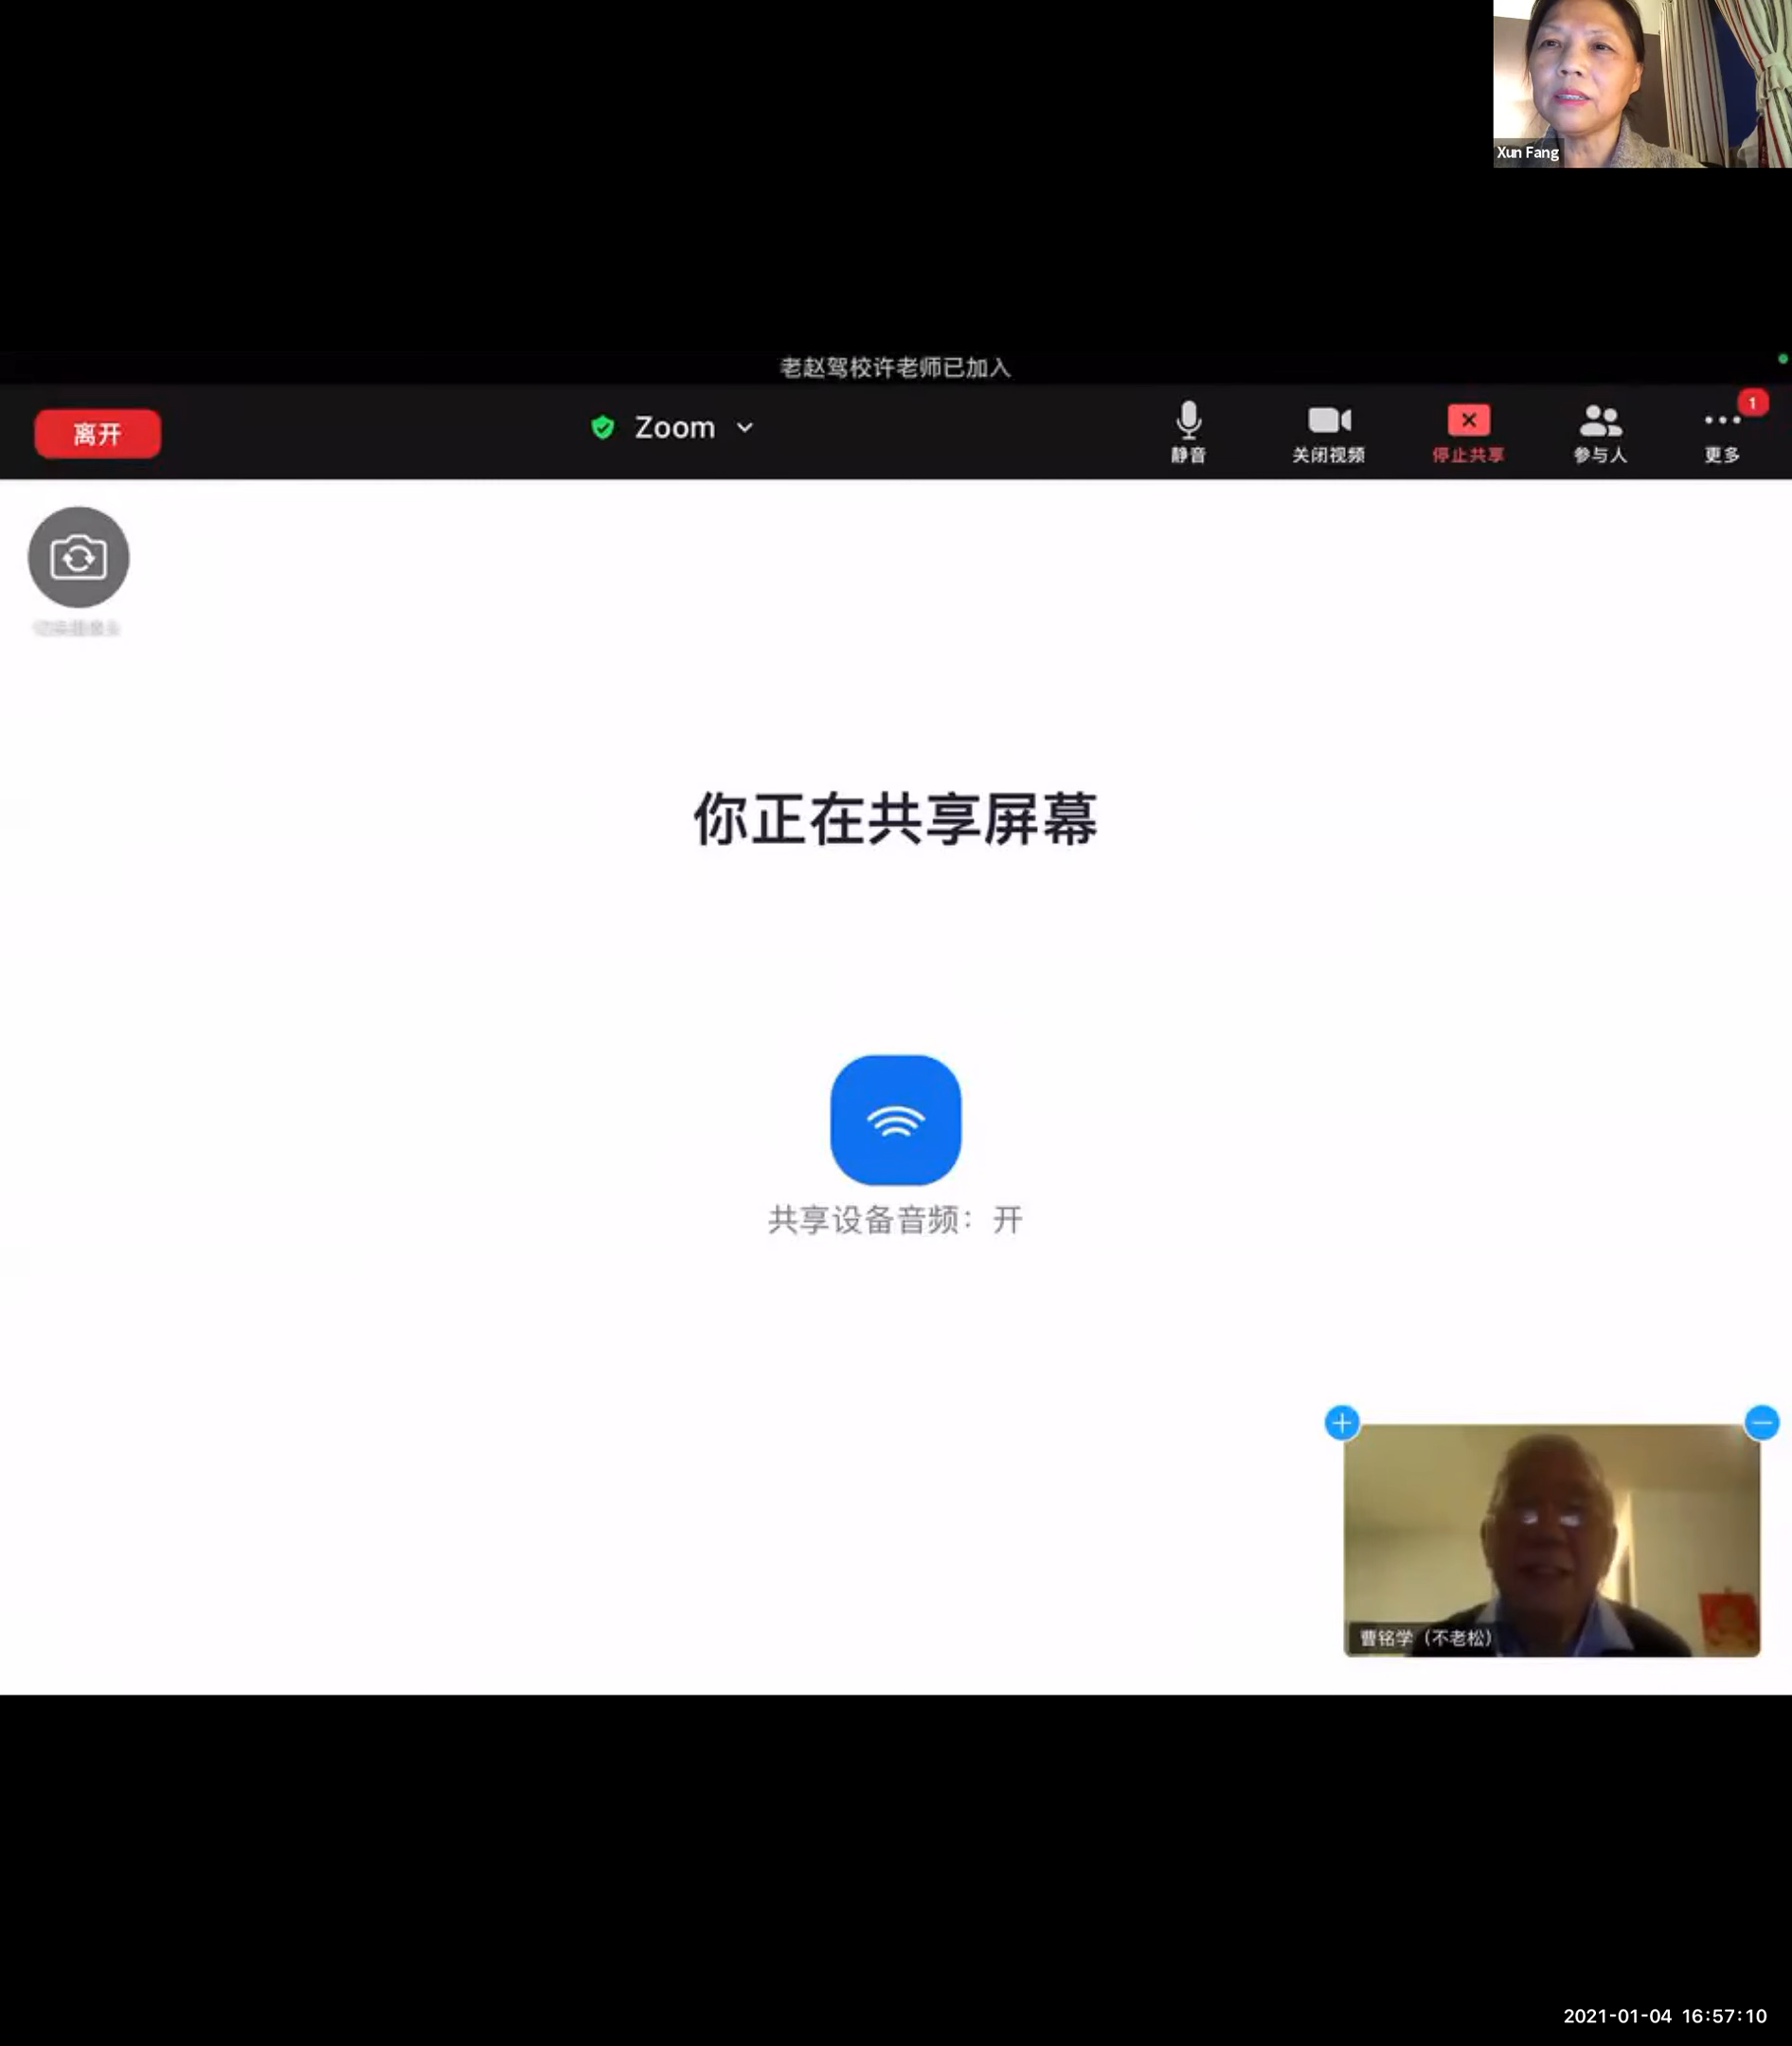 Xun Fang
老赵驾校许老师已加入
离开
Zoom
静音
关闭视频
停止共享
参与人
1
更多
你正在共享屏幕
共享设备音频：开
曹铭学（不老松）
2021-01-04 16:57:10